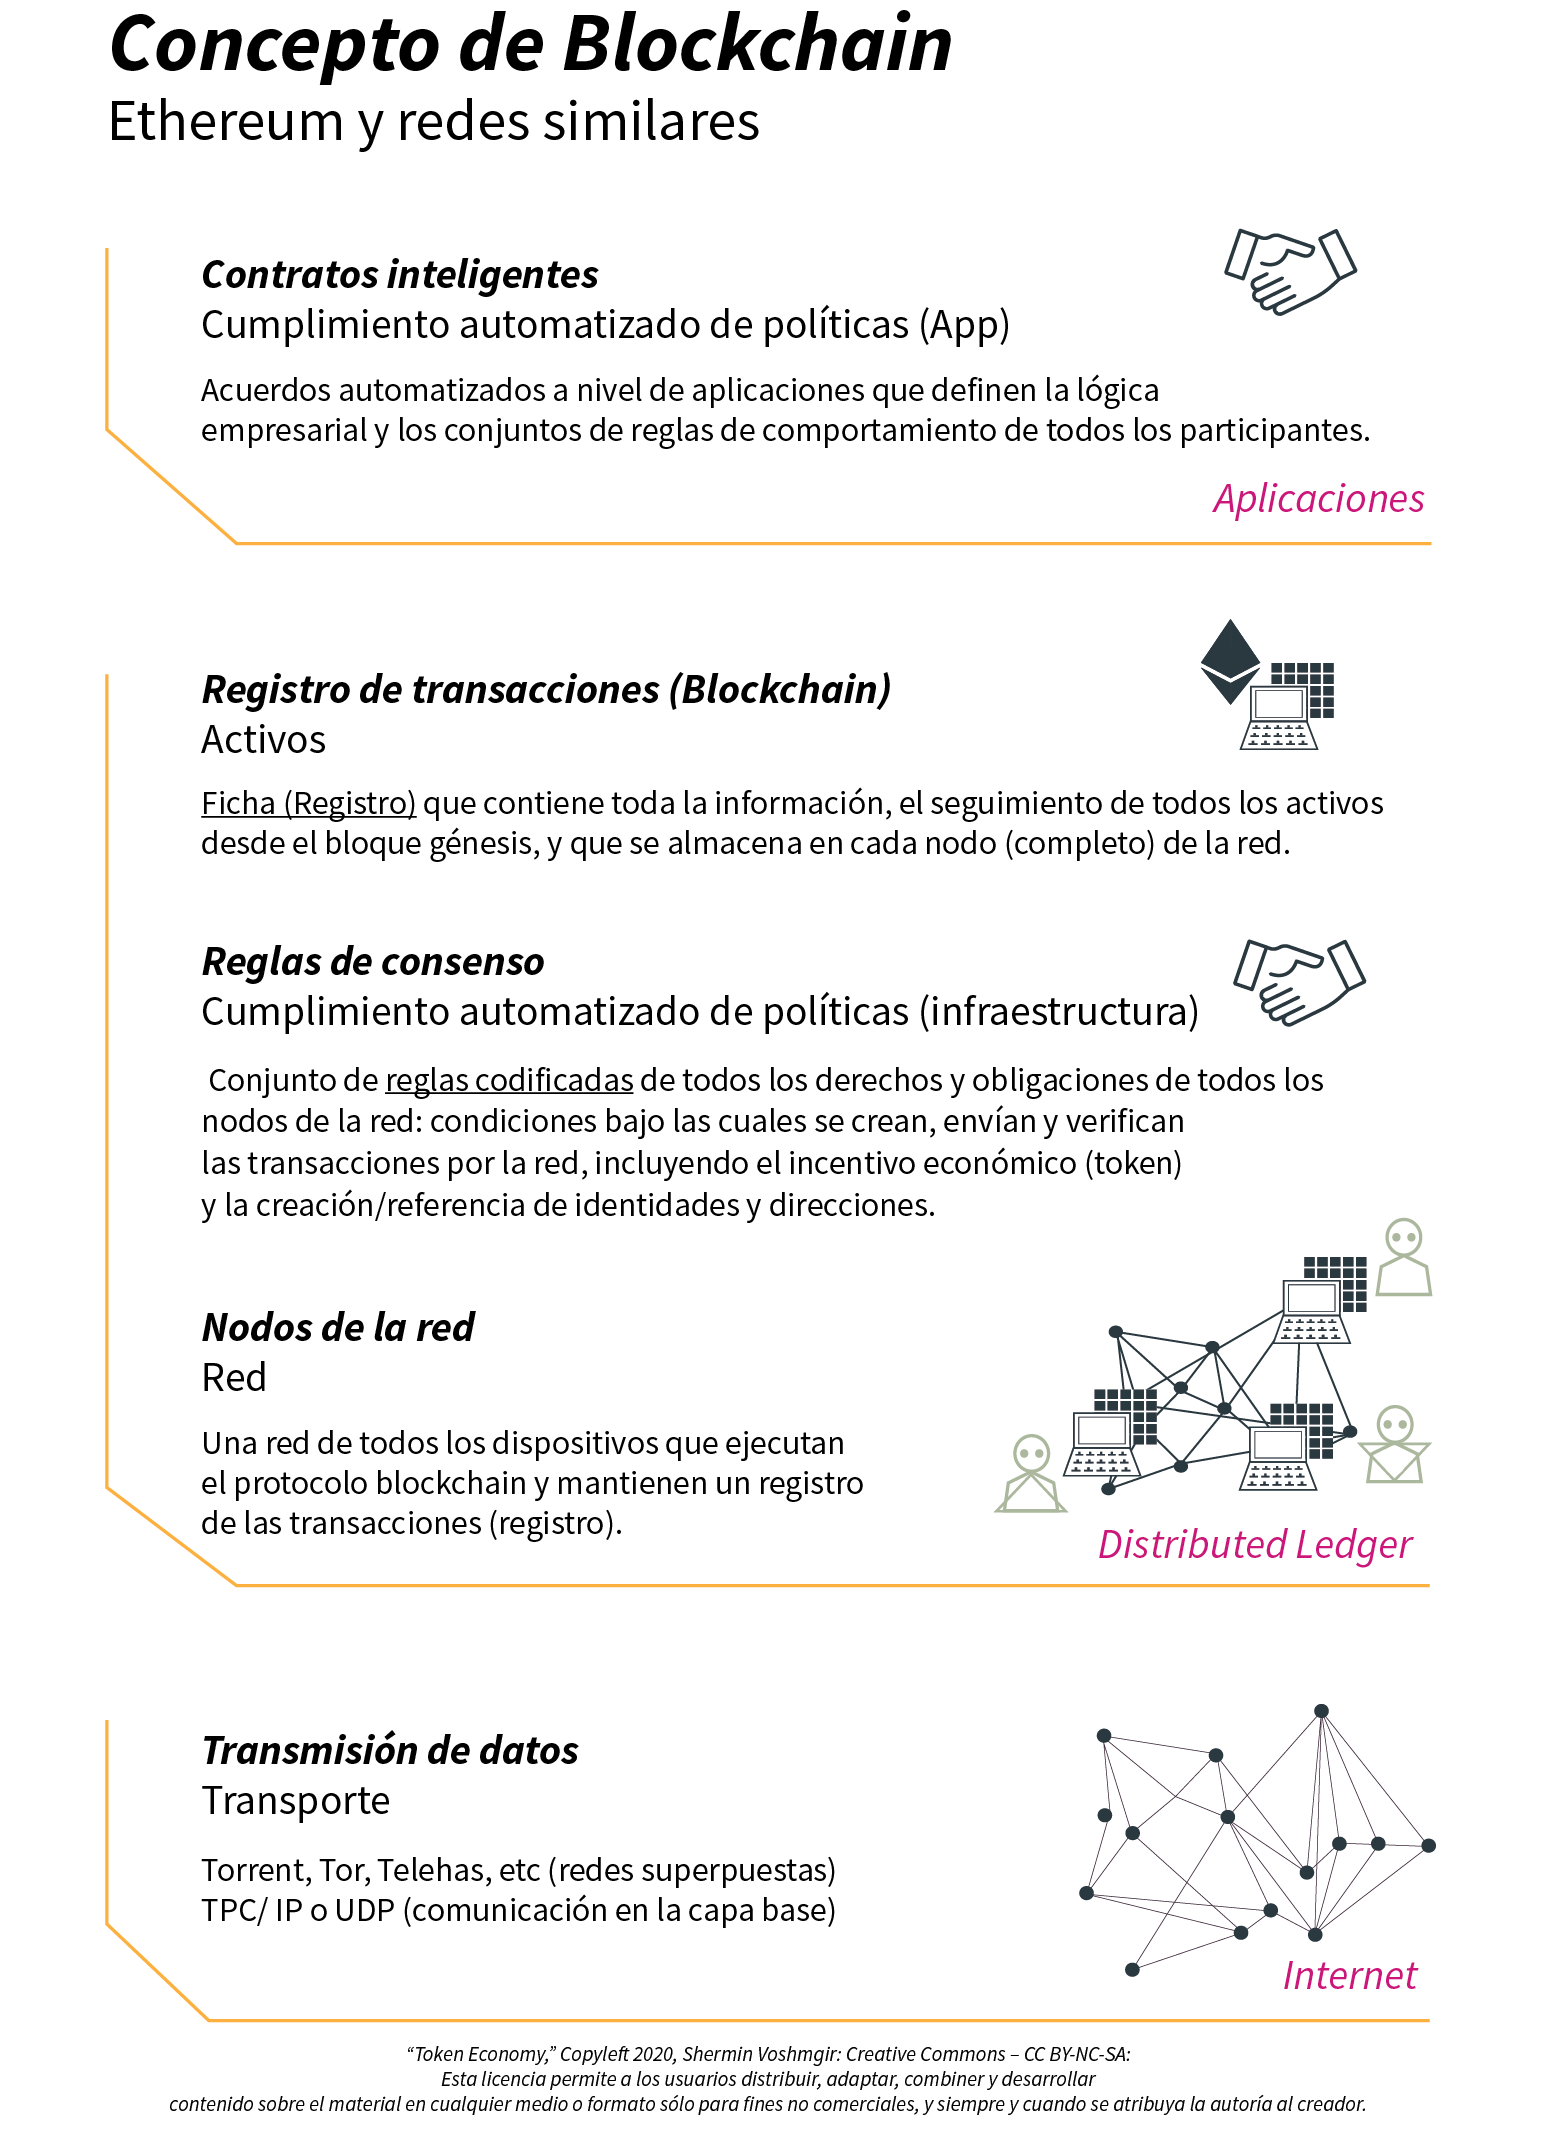 Concepto de Blockchain
Ethereum y redes similares
Contratos inteligentes
Cumplimiento automatizado de políticas (App)
Acuerdos automatizados a nivel de aplicaciones que definen la lógica
empresarial y los conjuntos de reglas de comportamiento de todos los participantes.
Aplicaciones
Registro de transacciones (Blockchain)
Activos
Ficha (Registro) que contiene toda la información, el seguimiento de todos los activos
desde el bloque génesis, y que se almacena en cada nodo (completo) de la red.
Reglas de consenso
Cumplimiento automatizado de políticas (infraestructura)
Conjunto de reglas codificadas de todos los derechos y obligaciones de todos los
nodos de la red: condiciones bajo las cuales se crean, envían y verifican
las transacciones por la red, incluyendo el incentivo económico (token)
y la creación/referencia de identidades y direcciones.
Nodos de la red
Red
Una red de todos los dispositivos que ejecutan
el protocolo blockchain y mantienen un registro
de las transacciones (registro).
Distributed Ledger
Transmisión de datos
Transporte
Torrent, Tor, Telehas, etc (redes superpuestas)
TPC/ IP o UDP (comunicación en la capa base)
Internet
“Token Economy,” Copyleft 2020, Shermin Voshmgir: Creative Commons – CC BY-NC-SA:
Esta licencia permite a los usuarios distribuir, adaptar, combiner y desarrollar
contenido sobre el material en cualquier medio o formato sólo para fines no comerciales, y siempre y cuando se atribuya la autoría al creador.